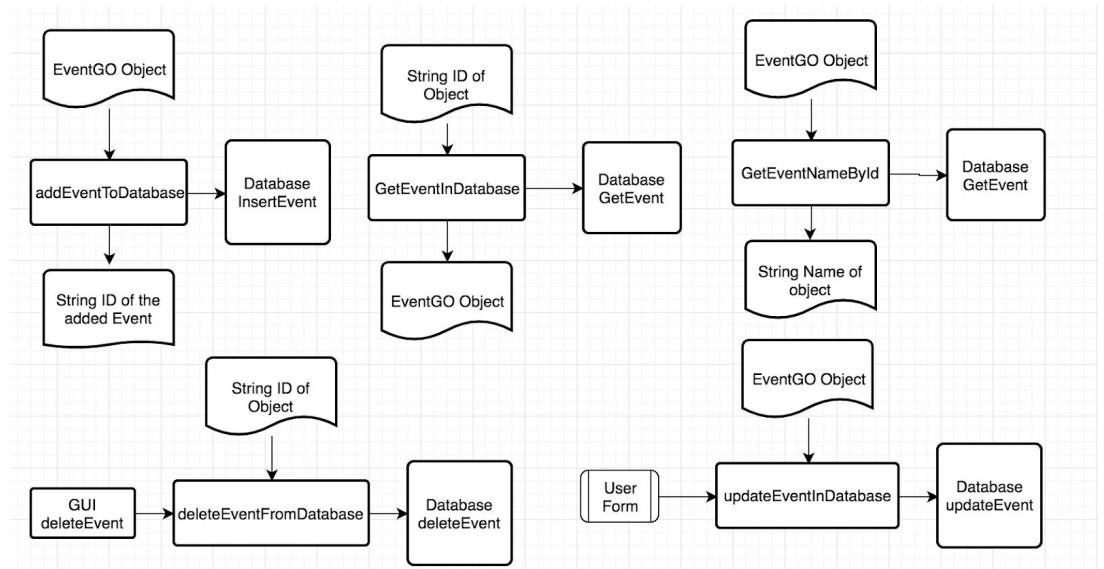 EventGO Object
addEventToDatabase
Database
InsertEvent
String ID of the
added Event
String ID of
Object
GetEventInDatabase
Database
GetEvent
EventGO Object
EventGO Object
GetEventNameById
Database
GetEvent
String Name of
object
String ID of
Object
GUI
deleteEvent
deleteEventFromDatabase
Database
deleteEvent
EventGO Object
User
Form
updateEventInDatabase
Database
updateEvent